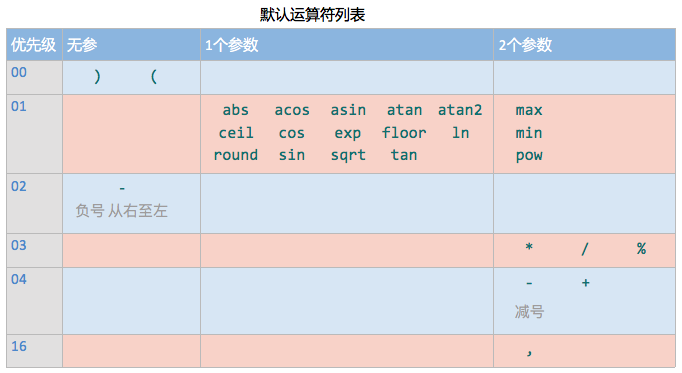 默认运算符列表
优先级 无参 1个参数 2个参数
00 ) (
01 abs acos asin atan atan2 max
ceil cos exp floor ln min
round sin sqrt tan pow
02 -
负号 从右至左
03 * / %
04 - +
减号
16 ,